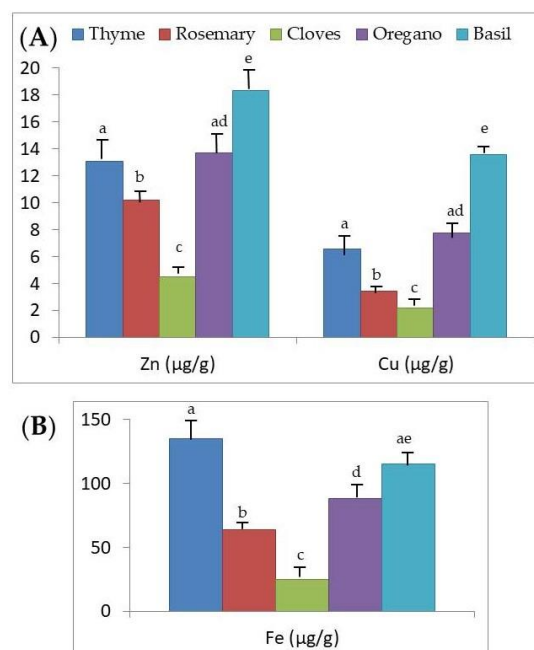 (A)
Thyme Rosemary Cloves Oregano Basil
20
18
16
14
12
10
8
6
4
2
0
a b c ad e
a b c ad e
Zn (µg/g) Cu (µg/g)
(B)
150
100
50
0
a b c d ae
Fe (µg/g)